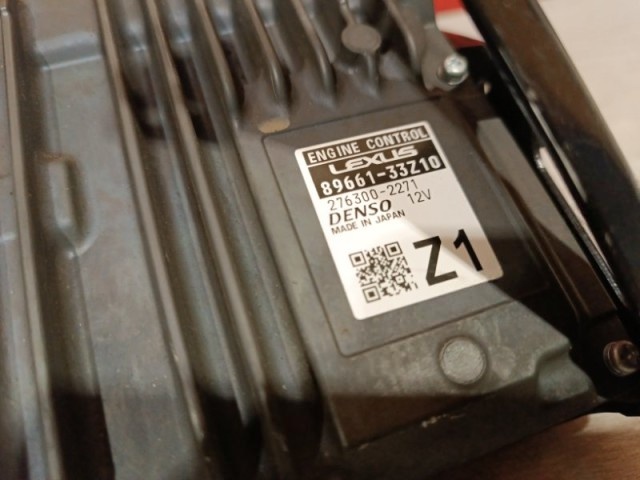 ENGINE CONTROL
LEXUS
89661-33Z10
276300-2271
DENSO 12V
MADE IN JAPAN
Z1